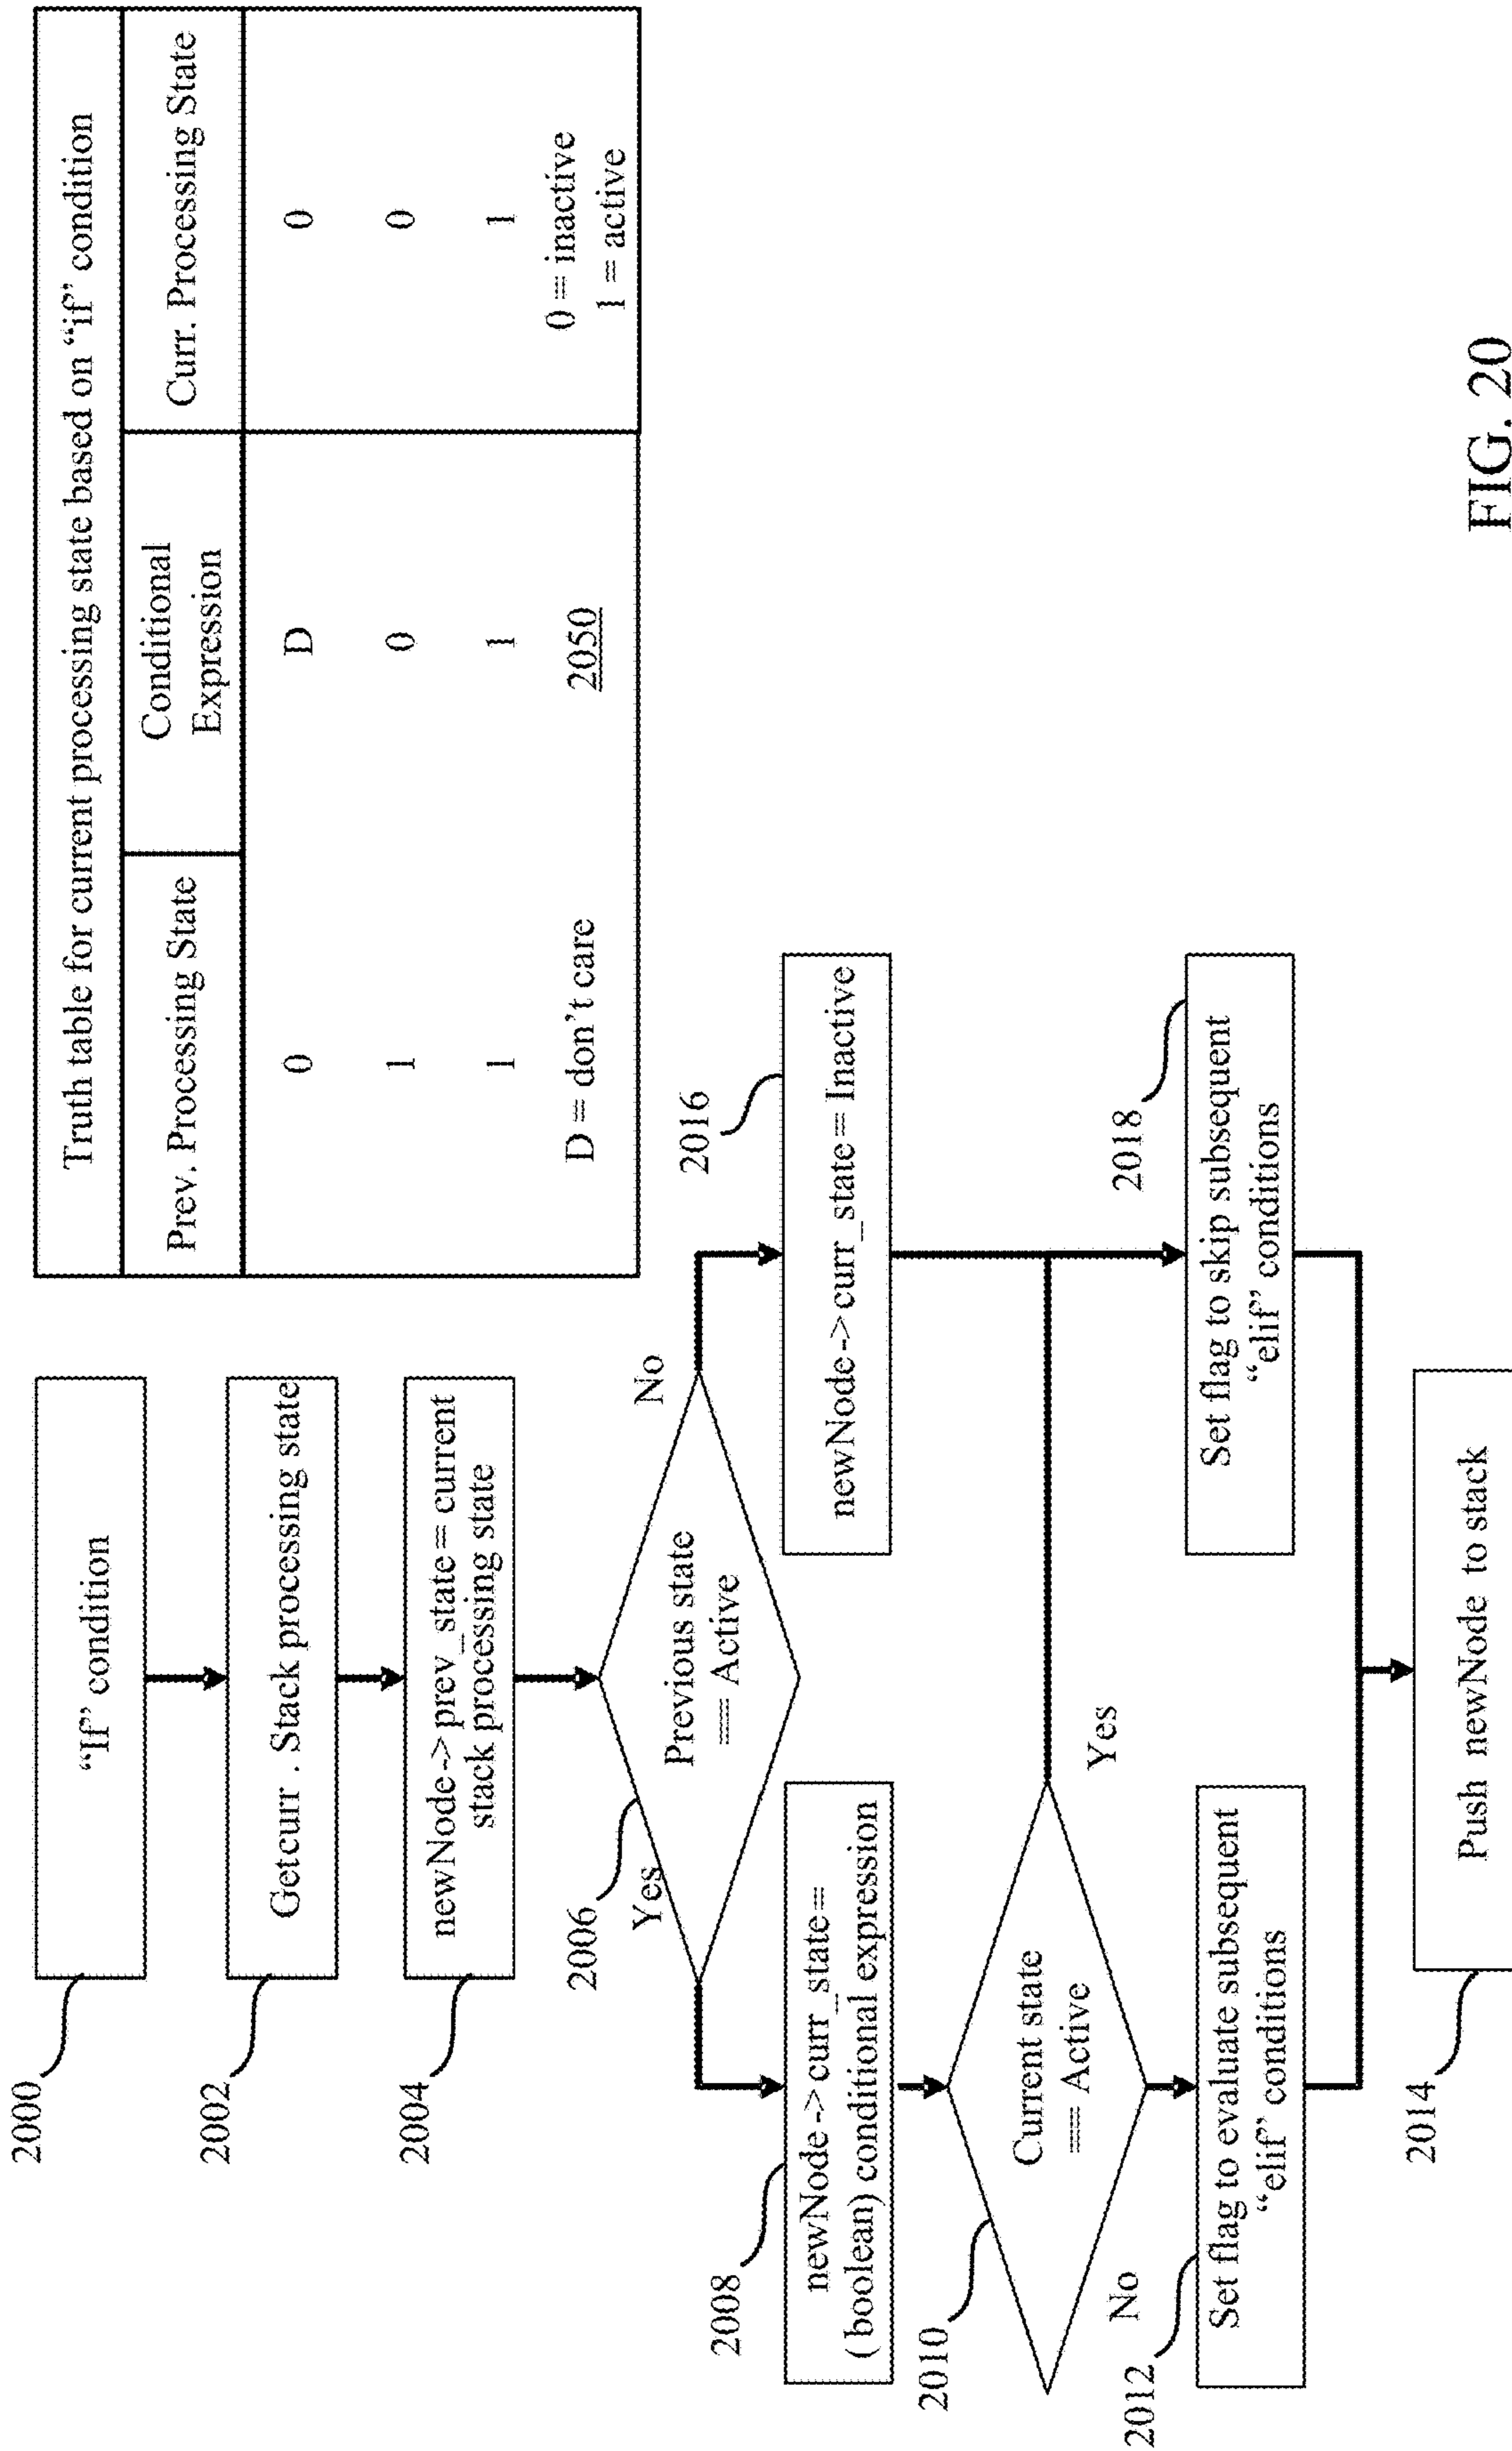 2000
“If” condition
2002
Getcurr . Stack processing state
2004
newNode->prev_state= current
stack processing state
2006
Previous state
== Active
Yes
No
2008
newNode->curr_state=
( boolean) conditional expression
2016
newNode->curr_state= Inactive
2010
Current state
== Active
Yes
No
2012
Set flag to evaluate subsequent
“elif” conditions
2018
Set flag to skip subsequent
“elif” conditions
2014
Push newNode to stack
Truth table for current processing state based on “if” condition
Prev. Processing State
Conditional
Expression
Curr. Processing State
0 D 0
1 0 0
1 1 1
D = don’t care
2050
0 = inactive
1 = active
FIG. 20